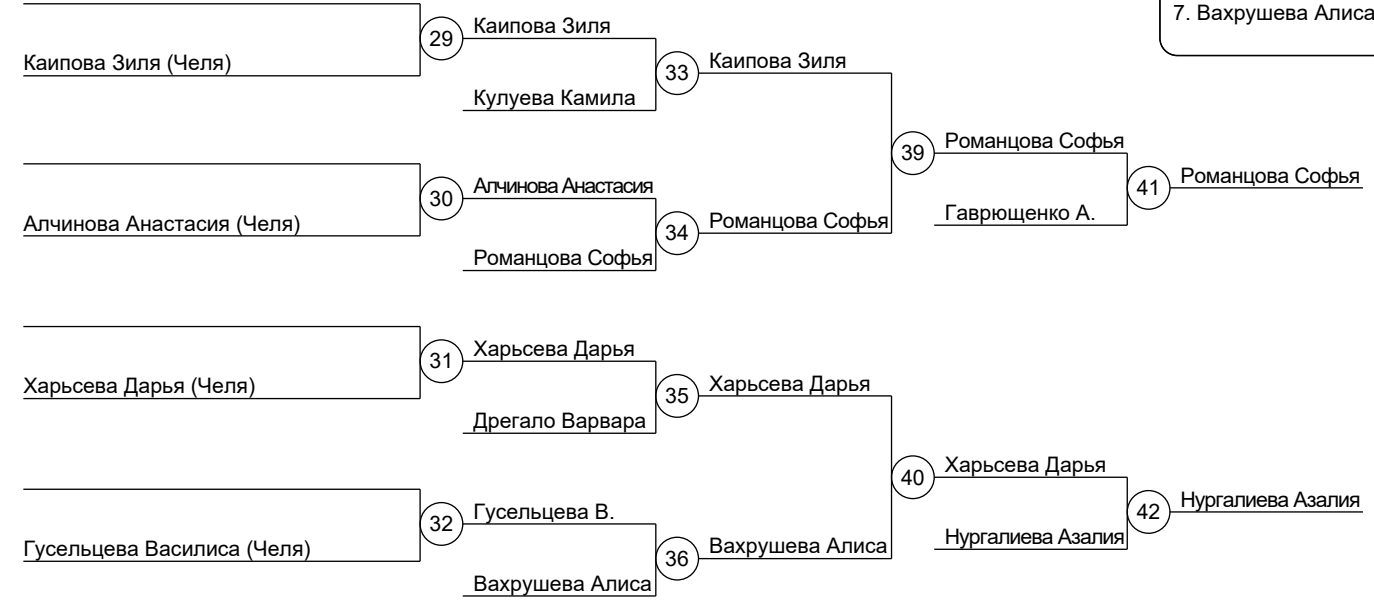 7. Вахрушева Алиса
Каипова Зиля (Челя)
29
Каипова Зиля
Кулуева Камила
33
Каипова Зиля
Алчинова Анастасия (Челя)
30
Алчинова Анастасия
Романцова Софья
34
Романцова Софья
39
Романцова Софья
Гаврющенко А.
41
Романцова Софья
Харьсева Дарья (Челя)
31
Харьсева Дарья
Дрегало Варвара
35
Харьсева Дарья
Гусельцева Василиса (Челя)
32
Гусельцева В.
Вахрушева Алиса
36
Вахрушева Алиса
40
Харьсева Дарья
Нургалиева Азалия
42
Нургалиева Азалия